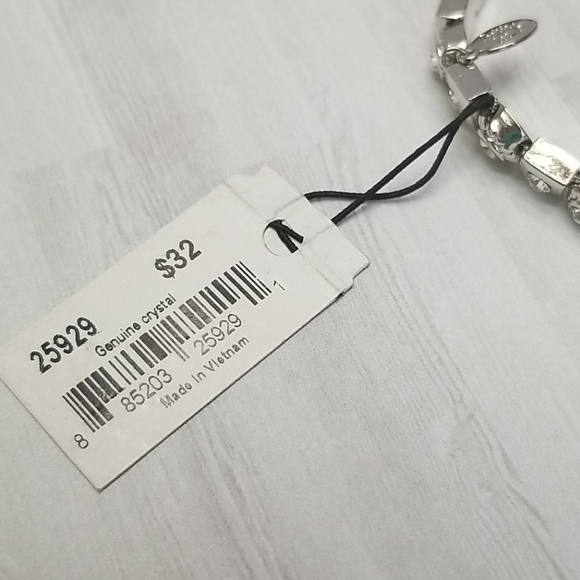 25929 $32
Genuine crystal
8 85203 25929 1
Made in Vietnam